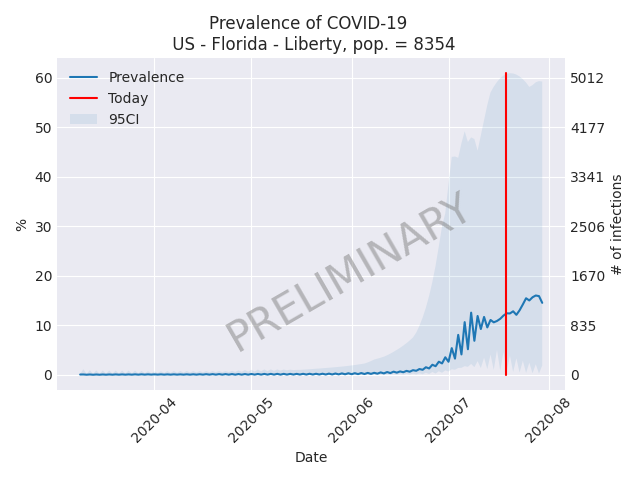 Prevalence of COVID-19
US - Florida - Liberty, pop. = 8354
Prevalence
Today
95CI
PRELIMINARY
%
60
50
40
30
20
10
0
5012
4177
3341
2506
1670
835
0
# of infections
2020-04
2020-05
2020-06
2020-07
2020-08
Date